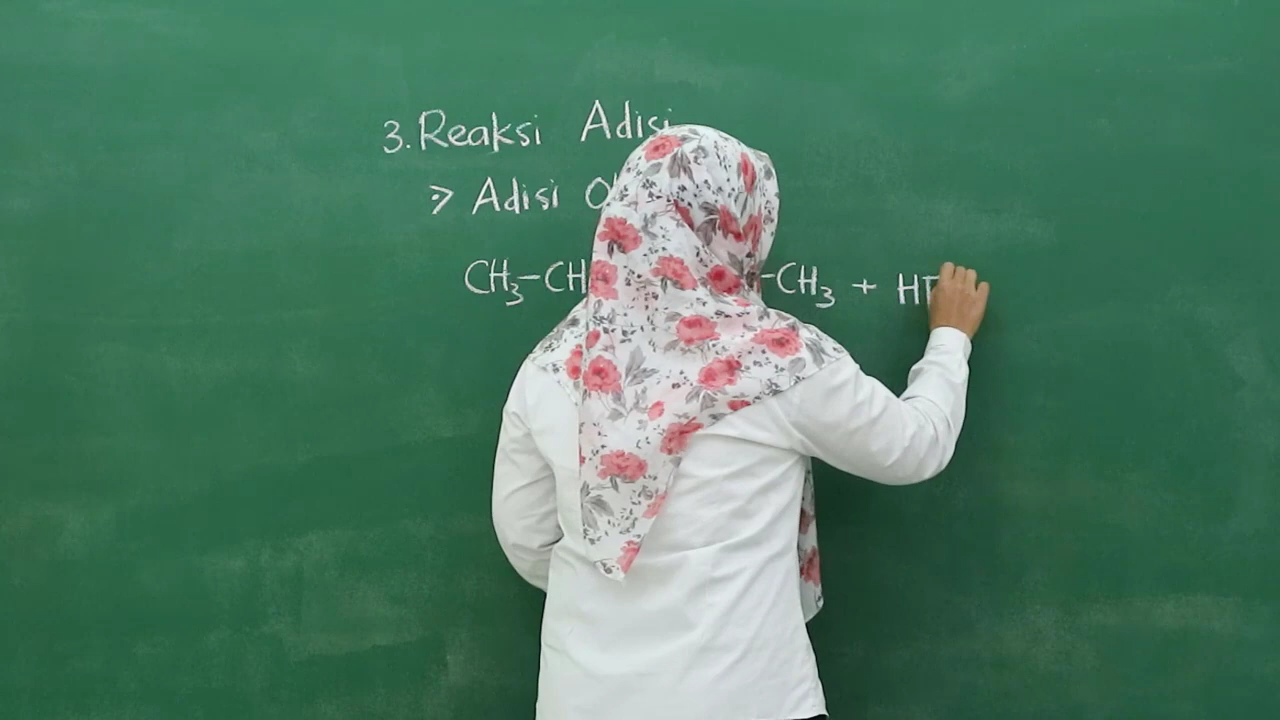 3. Reaksi Adisi
> Adisi
CH₃-CH -CH₃ + H